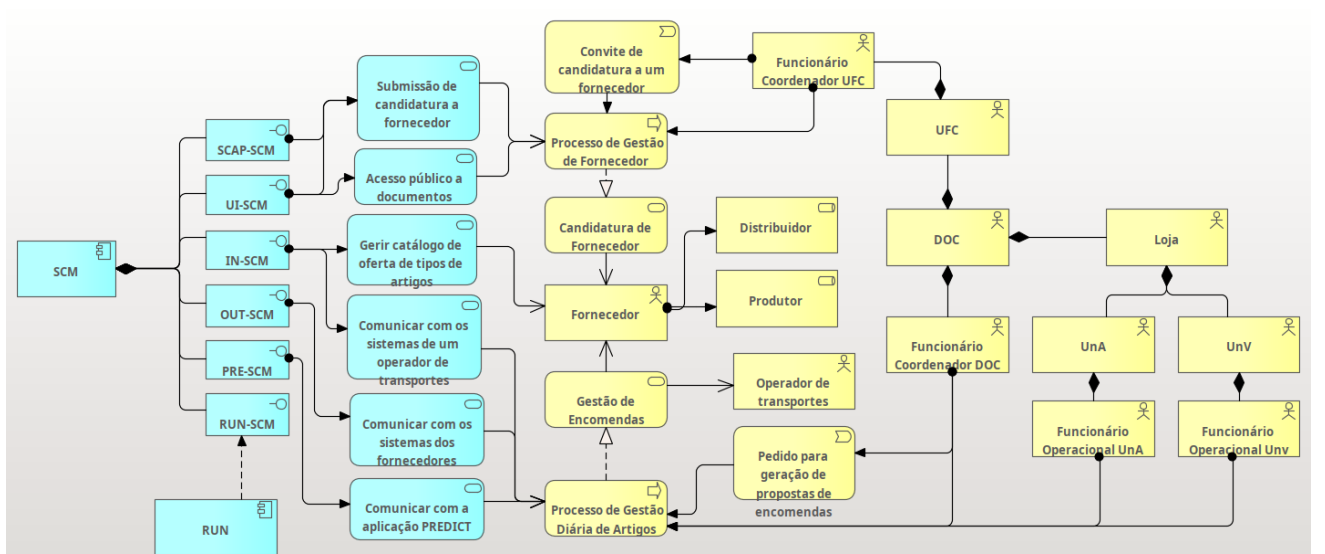 Convite de
candidatura a um
fornecedor
Funcionário
Coordenador UFC
Submissão de
candidatura a
fornecedor
UFC
SCAP-SCM
Processo de Gestão
de Fornecedor
Acesso público a
documentos
UI-SCM
Candidatura de
Fornecedor
Distribuidor
DOC
Loja
Gerir catálogo de
oferta de tipos de
artigos
IN-SCM
SCM
Produtor
OUT-SCM
Fornecedor
Comunicar com os
sistemas de um
operador de
transportes
Funcionário
Coordenador DOC
UnA
UnV
PRE-SCM
Operador de
transportes
Gestão de
Encomendas
RUN-SCM
Comunicar com os
sistemas dos
fornecedores
Funcionário
Operacional UnA
Funcionário
Operacional Unv
Pedido para
geração de
propostas de
encomendas
Comunicar com a
aplicação PREDICT
Processo de Gestão
Diária de Artigos
RUN